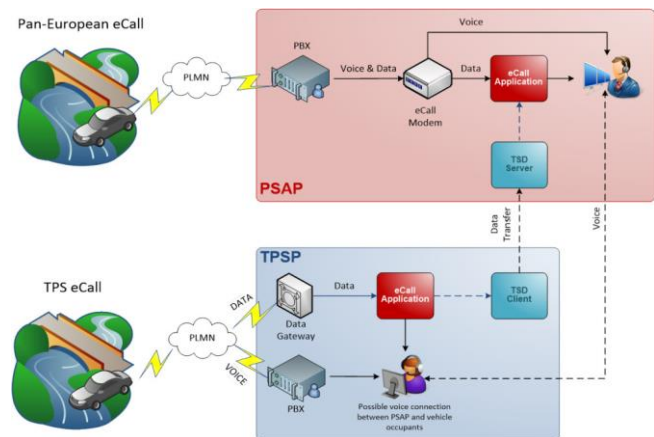 Pan-European eCall
PLMN
PBX
Voice & Data
eCall
Modem
Voice
Data
eCall
Application
TSD
Server
PSAP
Data
Transfer
Voice
TPS eCall
PLMN
DATA
VOICE
TPSP
Data
Gateway
Data
eCall
Application
TSD
Client
PBX
Possible voice connection
between PSAP and vehicle
occupants